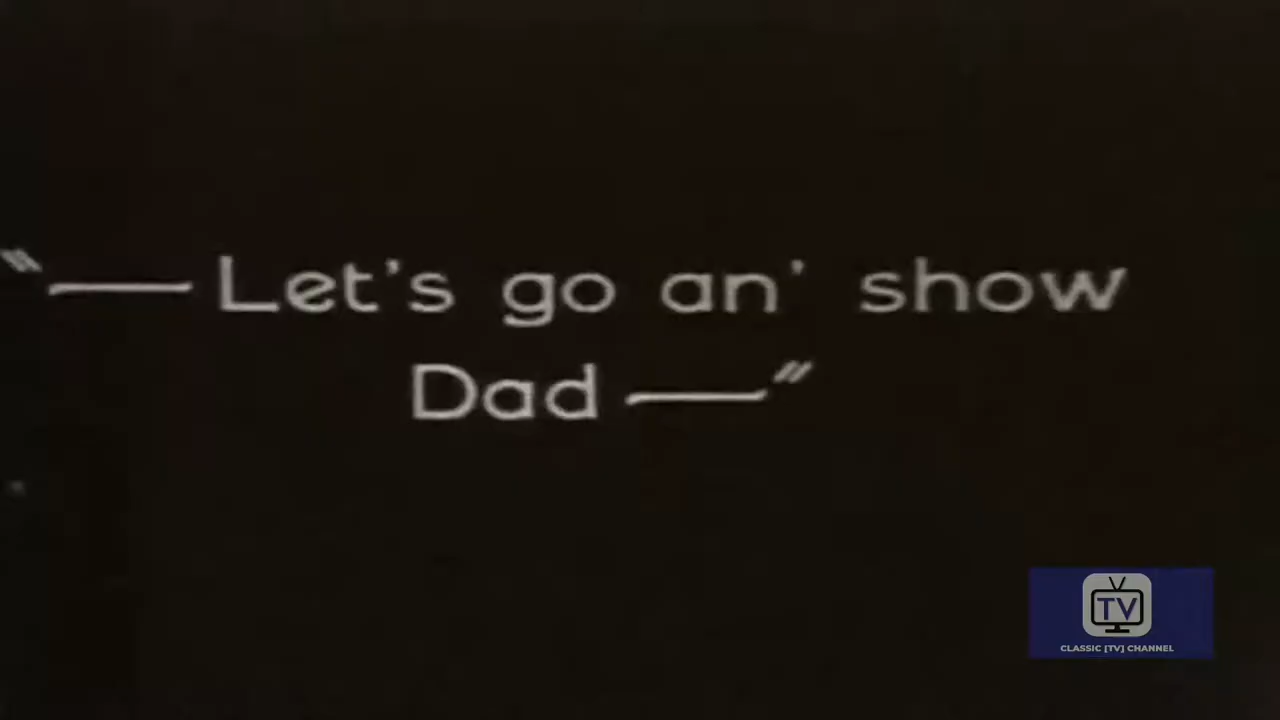 "— Let's go an' show
Dad —"
TV
CLASSIC [TV] CHANNEL